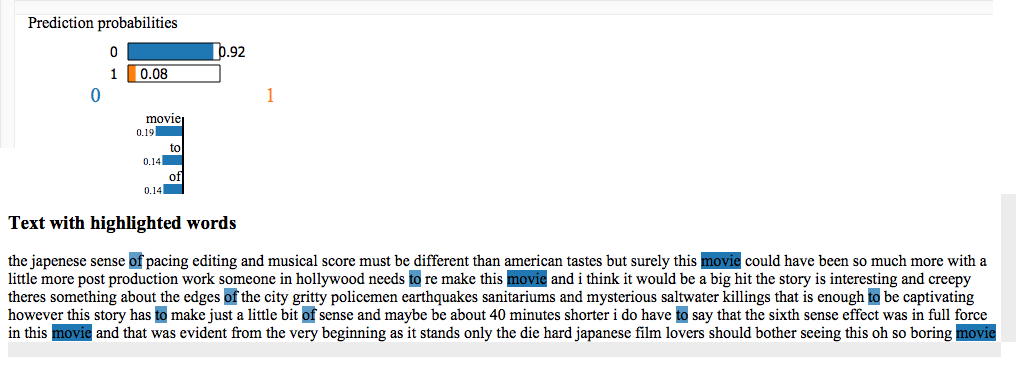 Prediction probabilities
0 0.92
1 0.08
0 1
movie
0.19
to
0.14
of
0.14
Text with highlighted words
the japenese sense of pacing editing and musical score must be different than american tastes but surely this movie could have been so much more with a
little more post production work someone in hollywood needs to re make this movie and i think it would be a big hit the story is interesting and creepy
theres something about the edges of the city gritty policemen earthquakes sanitariums and mysterious saltwater killings that is enough to be captivating
however this story has to make just a little bit of sense and maybe be about 40 minutes shorter i do have to say that the sixth sense effect was in full force
in this movie and that was evident from the very beginning as it stands only the die hard japanese film lovers should bother seeing this oh so boring movie